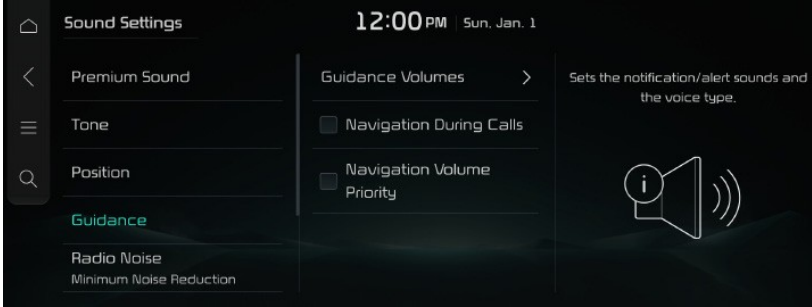 Sound Settings
12:00 PM
Sun, Jan. 1
Premium Sound
Tone
Position
Guidance
Radio Noise
Minimum Noise Reduction
Guidance Volumes
Navigation During Calls
Navigation Volume
Priority
Sets the notification/alert sounds and
the voice type.
i